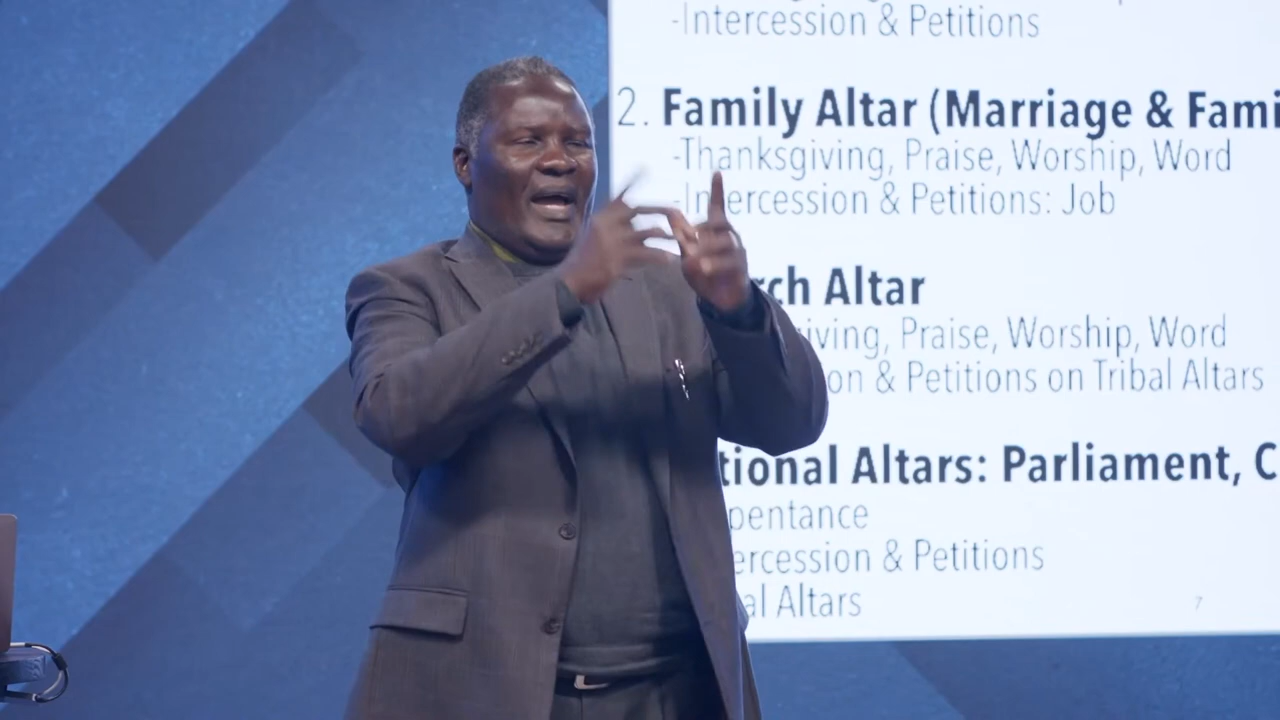 -Intercession & Petitions
2. Family Altar (Marriage & Fami
-Thanksgiving, Praise, Worship, Word
-Intercession & Petitions: Job
rch Altar
iving, Praise, Worship, Word
on & Petitions on Tribal Altars
tional Altars: Parliament, C
pentance
ercession & Petitions
al Altars
7